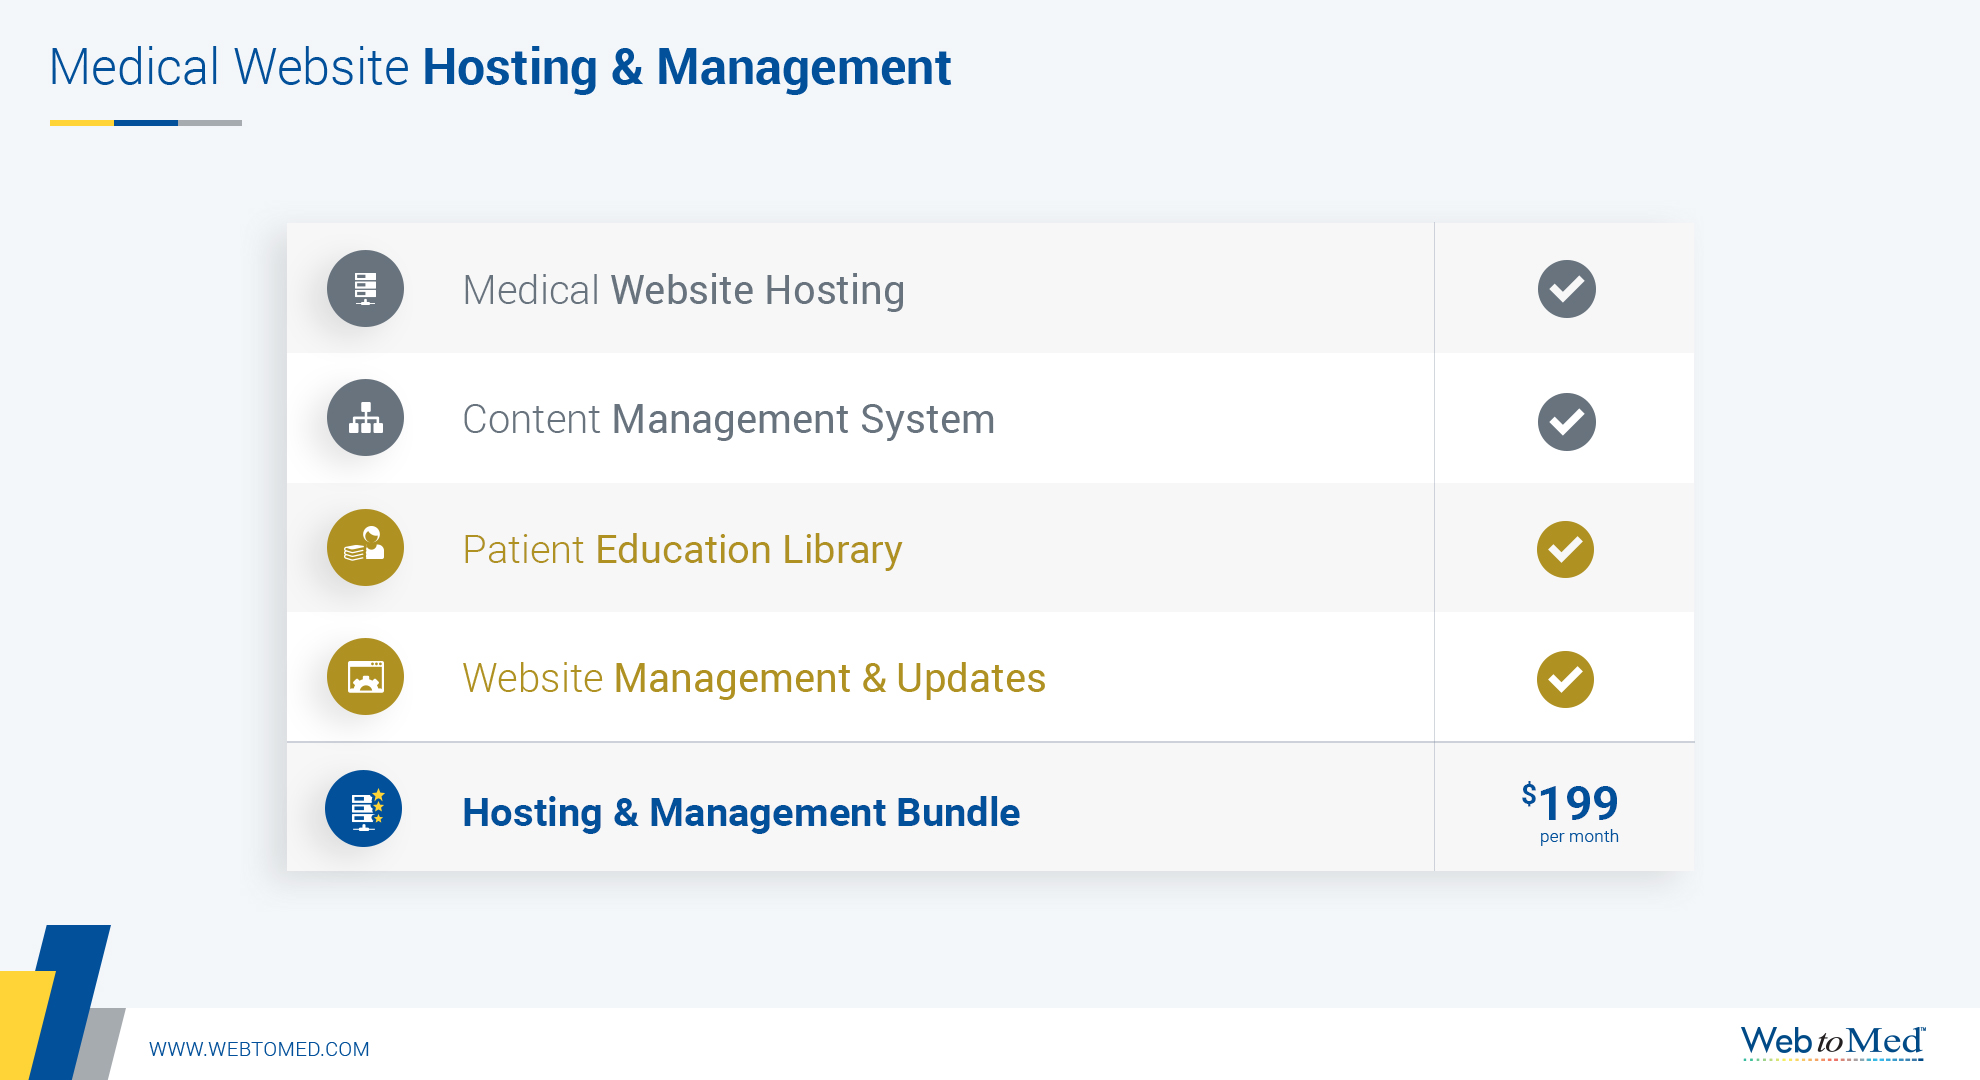 Medical Website Hosting & Management
Medical Website Hosting
Content Management System
Patient Education Library
Website Management & Updates
Hosting & Management Bundle
$199
per month
WWW.WEBTOMED.COM
Web to Med™